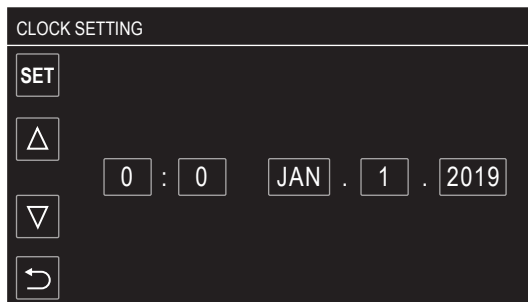 CLOCK SETTING
SET
0 : 0 JAN . 1 . 2019